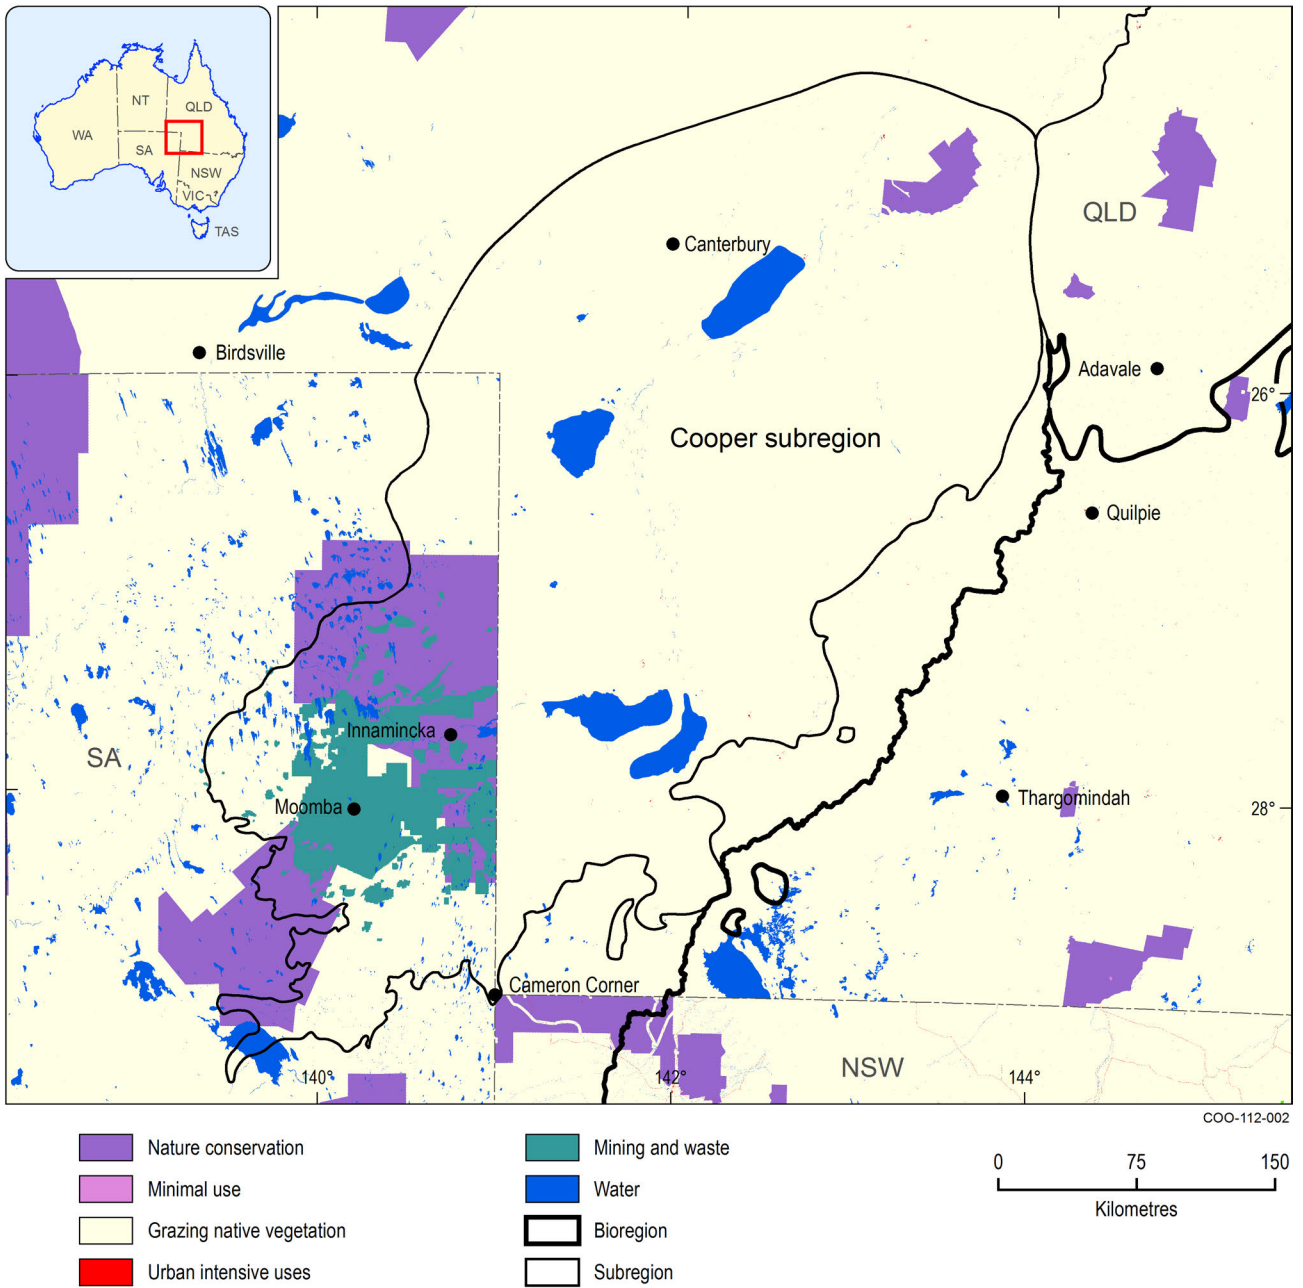 NT
QLD
WA
SA
NSW
VIC
TAS
QLD
Canterbury
Birdsville
Adavale
26°
Cooper subregion
Quilpie
Innamincka
SA
Moomba
Thargomindah
28°
Cameron Corner
NSW
140°
142°
144°
COO-112-002
Nature conservation
Minimal use
Grazing native vegetation
Urban intensive uses
Mining and waste
Water
Bioregion
Subregion
0 75 150
Kilometres